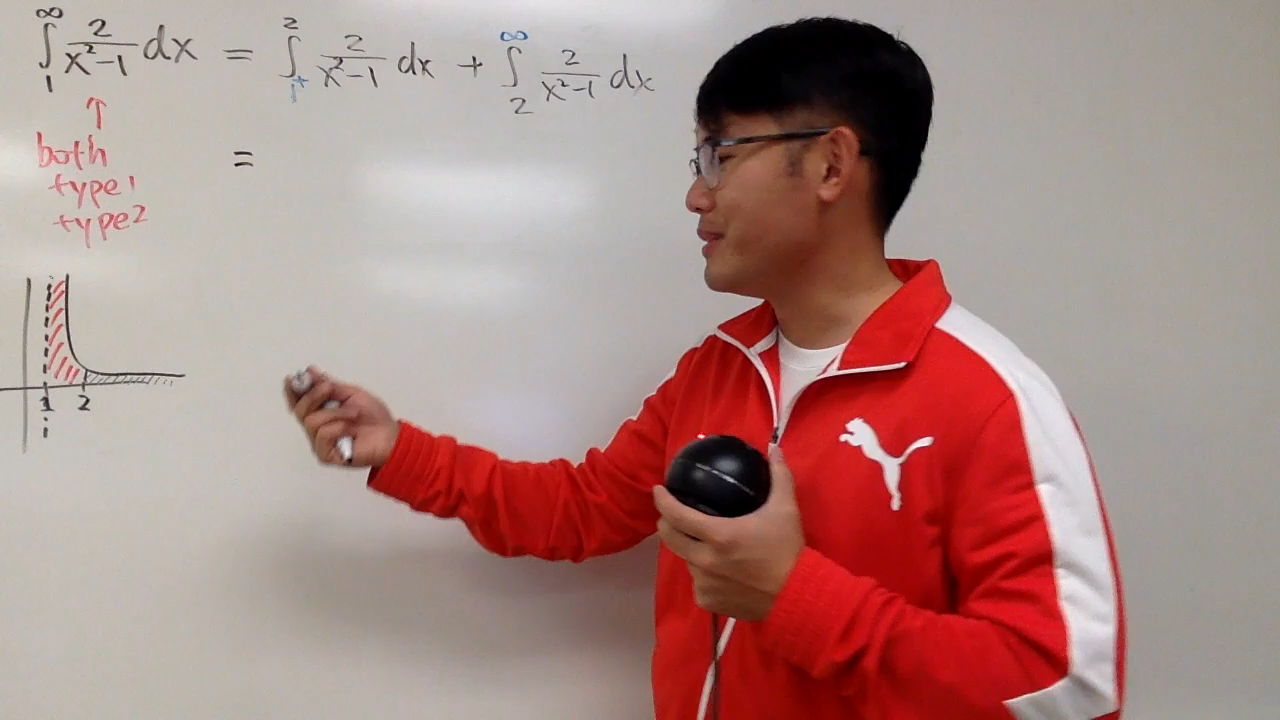 ∫₁^∞ 2/(x²-1) dx = ∫₁⁺^2 2/(x²-1) dx + ∫₂^∞ 2/(x²-1) dx
↑
both =
type 1
type 2
1 2